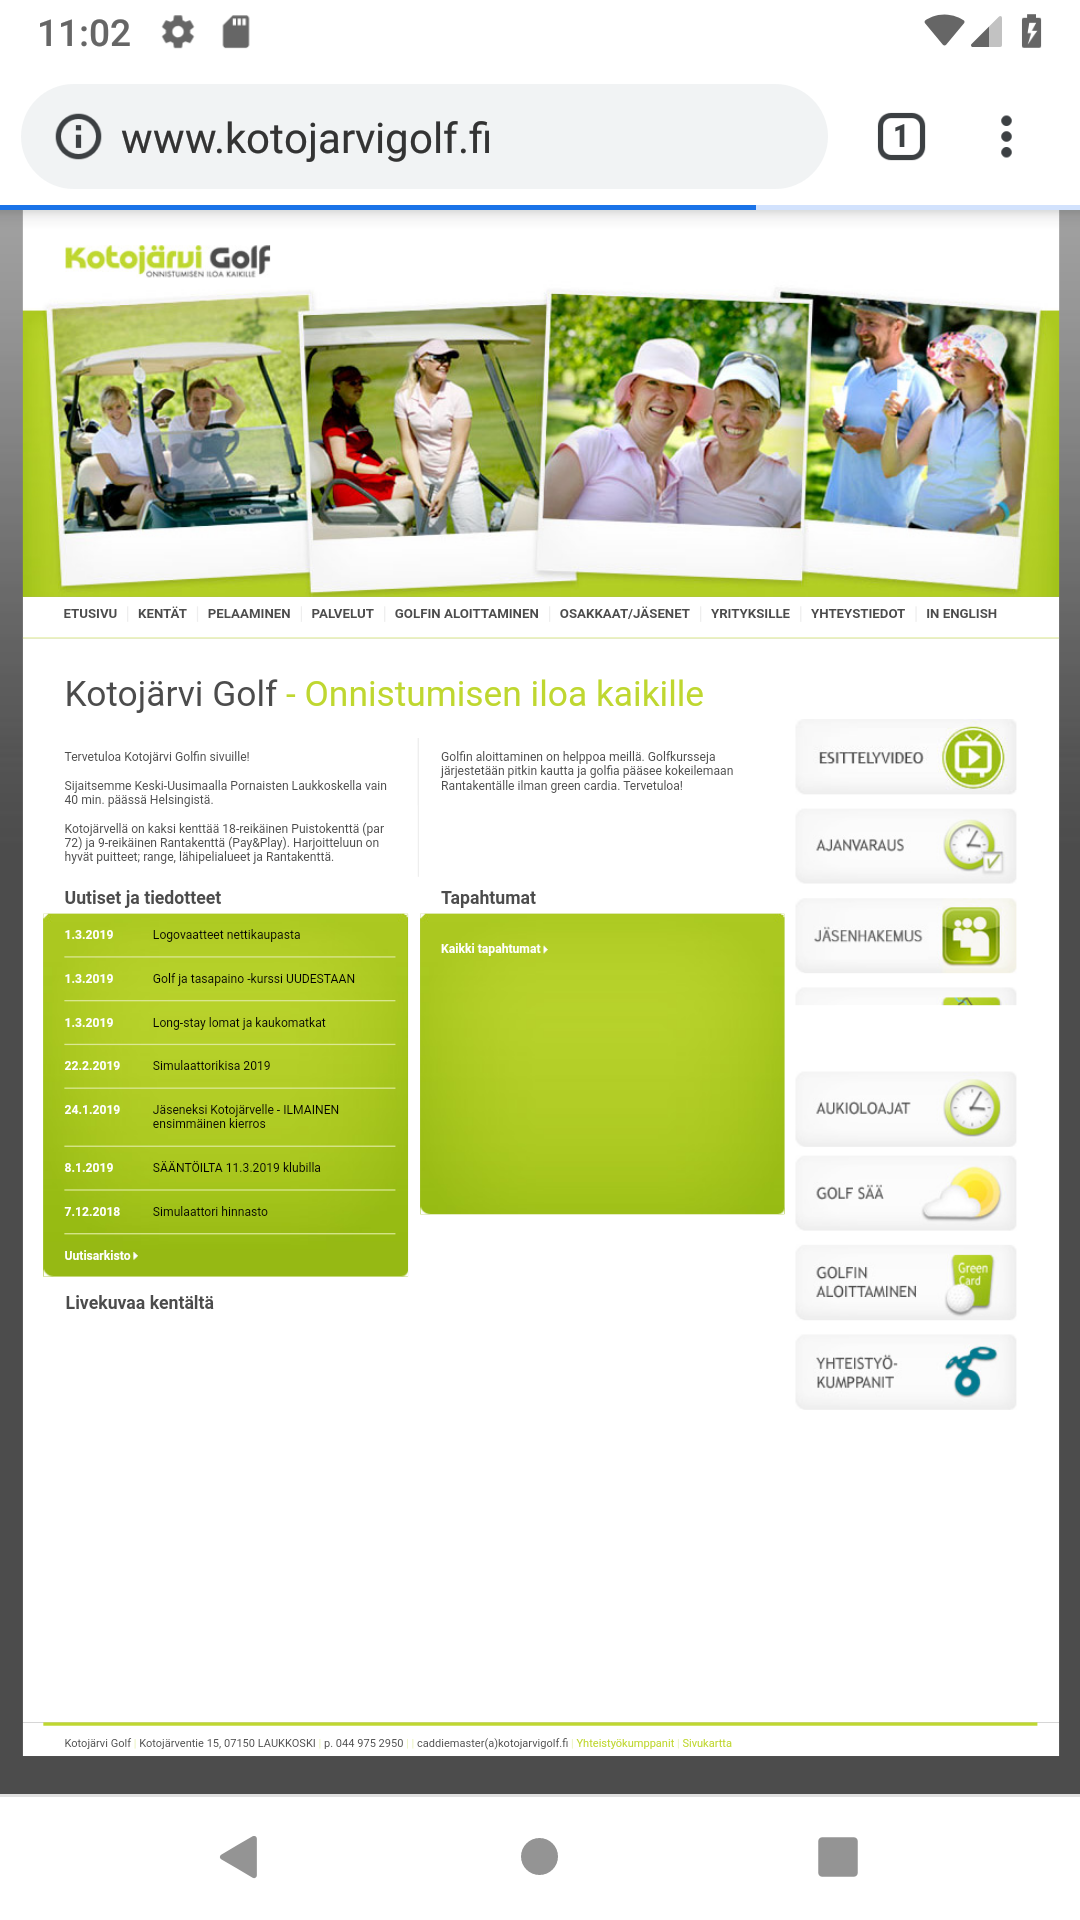 11:02
www.kotojarvigolf.fi
1
Kotojärvi Golf
ONNISTUMISEN ILOA KAIKILLE
Club Car
ETUSIVU KENTÄT PELAAMINEN PALVELUT GOLFIN ALOITTAMINEN OSAKKAAT/JÄSENET YRITYKSILLE YHTEYSTIEDOT IN ENGLISH
Kotojärvi Golf - Onnistumisen iloa kaikille
Tervetuloa Kotojärvi Golfin sivuille!
Sijaitsemme Keski-Uusimaalla Pornaisten Laukkoskella vain
40 min. päässä Helsingistä.
Kotojärvellä on kaksi kenttää 18-reikäinen Puistokenttä (par
72) ja 9-reikäinen Rantakenttä (Pay&Play). Harjoitteluun on
hyvät puitteet; range, lähipelialueet ja Rantakenttä.
Golfin aloittaminen on helppoa meillä. Golfkursseja
järjestetään pitkin kautta ja golfia pääsee kokeilemaan
Rantakentälle ilman green cardia. Tervetuloa!
Uutiset ja tiedotteet
1.3.2019 Logovaatteet nettikaupasta
1.3.2019 Golf ja tasapaino -kurssi UUDESTAAN
1.3.2019 Long-stay lomat ja kaukomatkat
22.2.2019 Simulaattorikisa 2019
24.1.2019 Jäseneksi Kotojärvelle - ILMAINEN
ensimmäinen kierros
8.1.2019 SÄÄNTÖILTA 11.3.2019 klubilla
7.12.2018 Simulaattori hinnasto
Uutisarkisto
Tapahtumat
Kaikki tapahtumat
Livekuvaa kentältä
ESITTELYVIDEO
AJANVARAUS
JÄSENHAKEMUS
AUKIOLOAJAT
GOLF SÄÄ
GOLFIN
ALOITTAMINEN
Green
Card
YHTEISTYÖ-
KUMPPANIT
Kotojärvi Golf | Kotojärventie 15, 07150 LAUKKOSKI | p. 044 975 2950 | | caddiemaster(a)kotojarvigolf.fi | Yhteistyökumppanit | Sivukartta